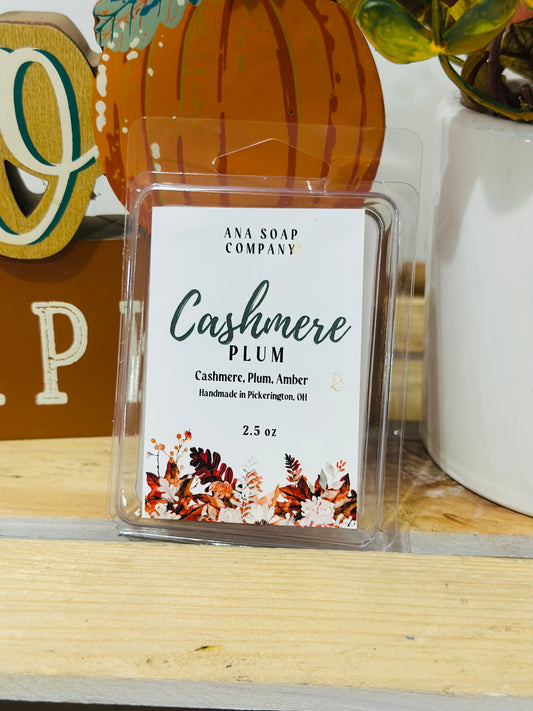 ANA SOAP
COMPANY
Cashmere
PLUM
Cashmere, Plum, Amber
Handmade in Pickerington, OH
2.5 oz